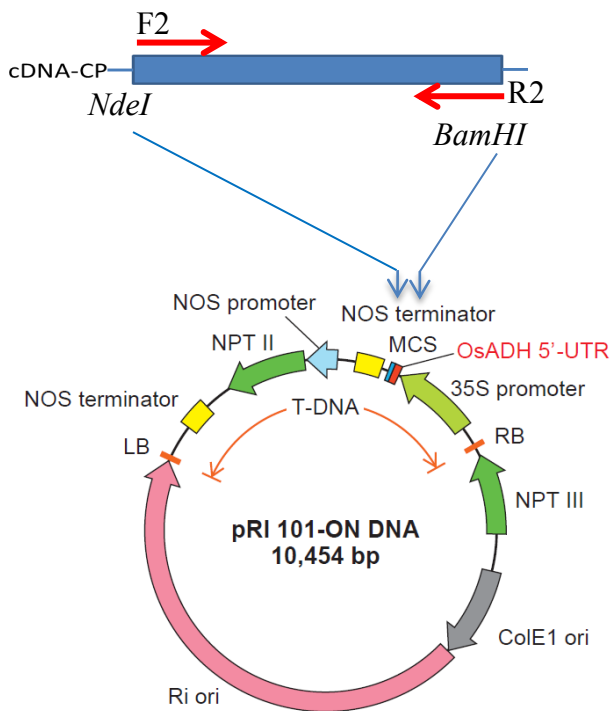 F2
cDNA-CP
R2
NdeI
BamHI
NOS promoter
NOS terminator
NPT II
MCS
OsADH 5'-UTR
35S promoter
NOS terminator
T-DNA
LB
RB
pRI 101-ON DNA
10,454 bp
NPT III
ColE1 ori
Ri ori